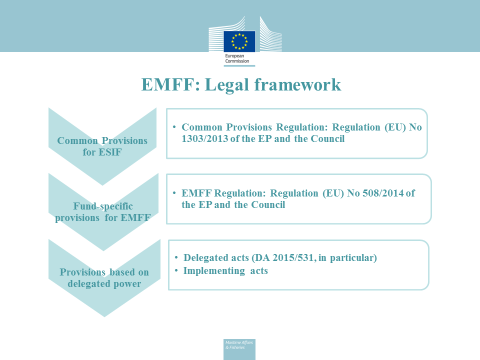 European
Commission
EMFF: Legal framework
Common Provisions
for ESIF
• Common Provisions Regulation: Regulation (EU) No
1303/2013 of the EP and the Council
Fund-specific
provisions for EMFF
• EMFF Regulation: Regulation (EU) No 508/2014 of
the EP and the Council
Provisions based on
delegated power
• Delegated acts (DA 2015/531, in particular)
• Implementing acts